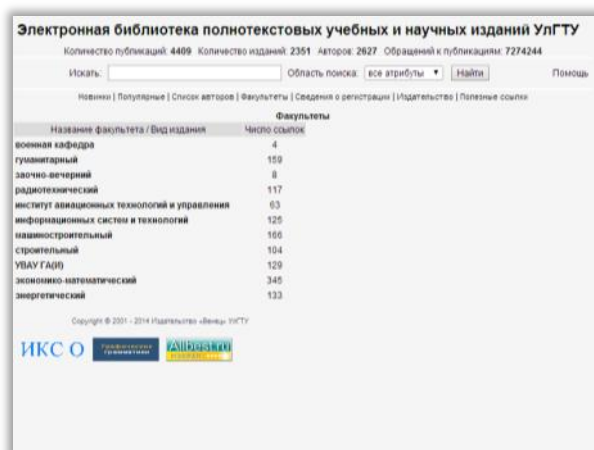 Электронная библиотека полнотекстовых учебных и научных изданий УлГТУ
Количество публикаций: 4409 Количество изданий: 2351 Авторов: 2627 Обращений к публикациям: 7274244
Искать: Область поиска: все атрибуты Найти Помощь
Новинки | Популярные | Список авторов | Факультеты | Сведения о регистрации | Издательство | Полезные ссылки
Факультеты
Название факультета / Вид издания Число ссылок
военная кафедра 4
гуманитарный 159
заочно-вечерний 8
радиотехнический 117
институт авиационных технологий и управления 63
информационных систем и технологий 125
машиностроительный 166
строительный 104
УВАУ ГА(И) 129
экономико-математический 345
энергетический 133
Copyright © 2001 - 2014 Издательство «Венец» УлГТУ
ИКС 0 Allbest.ru